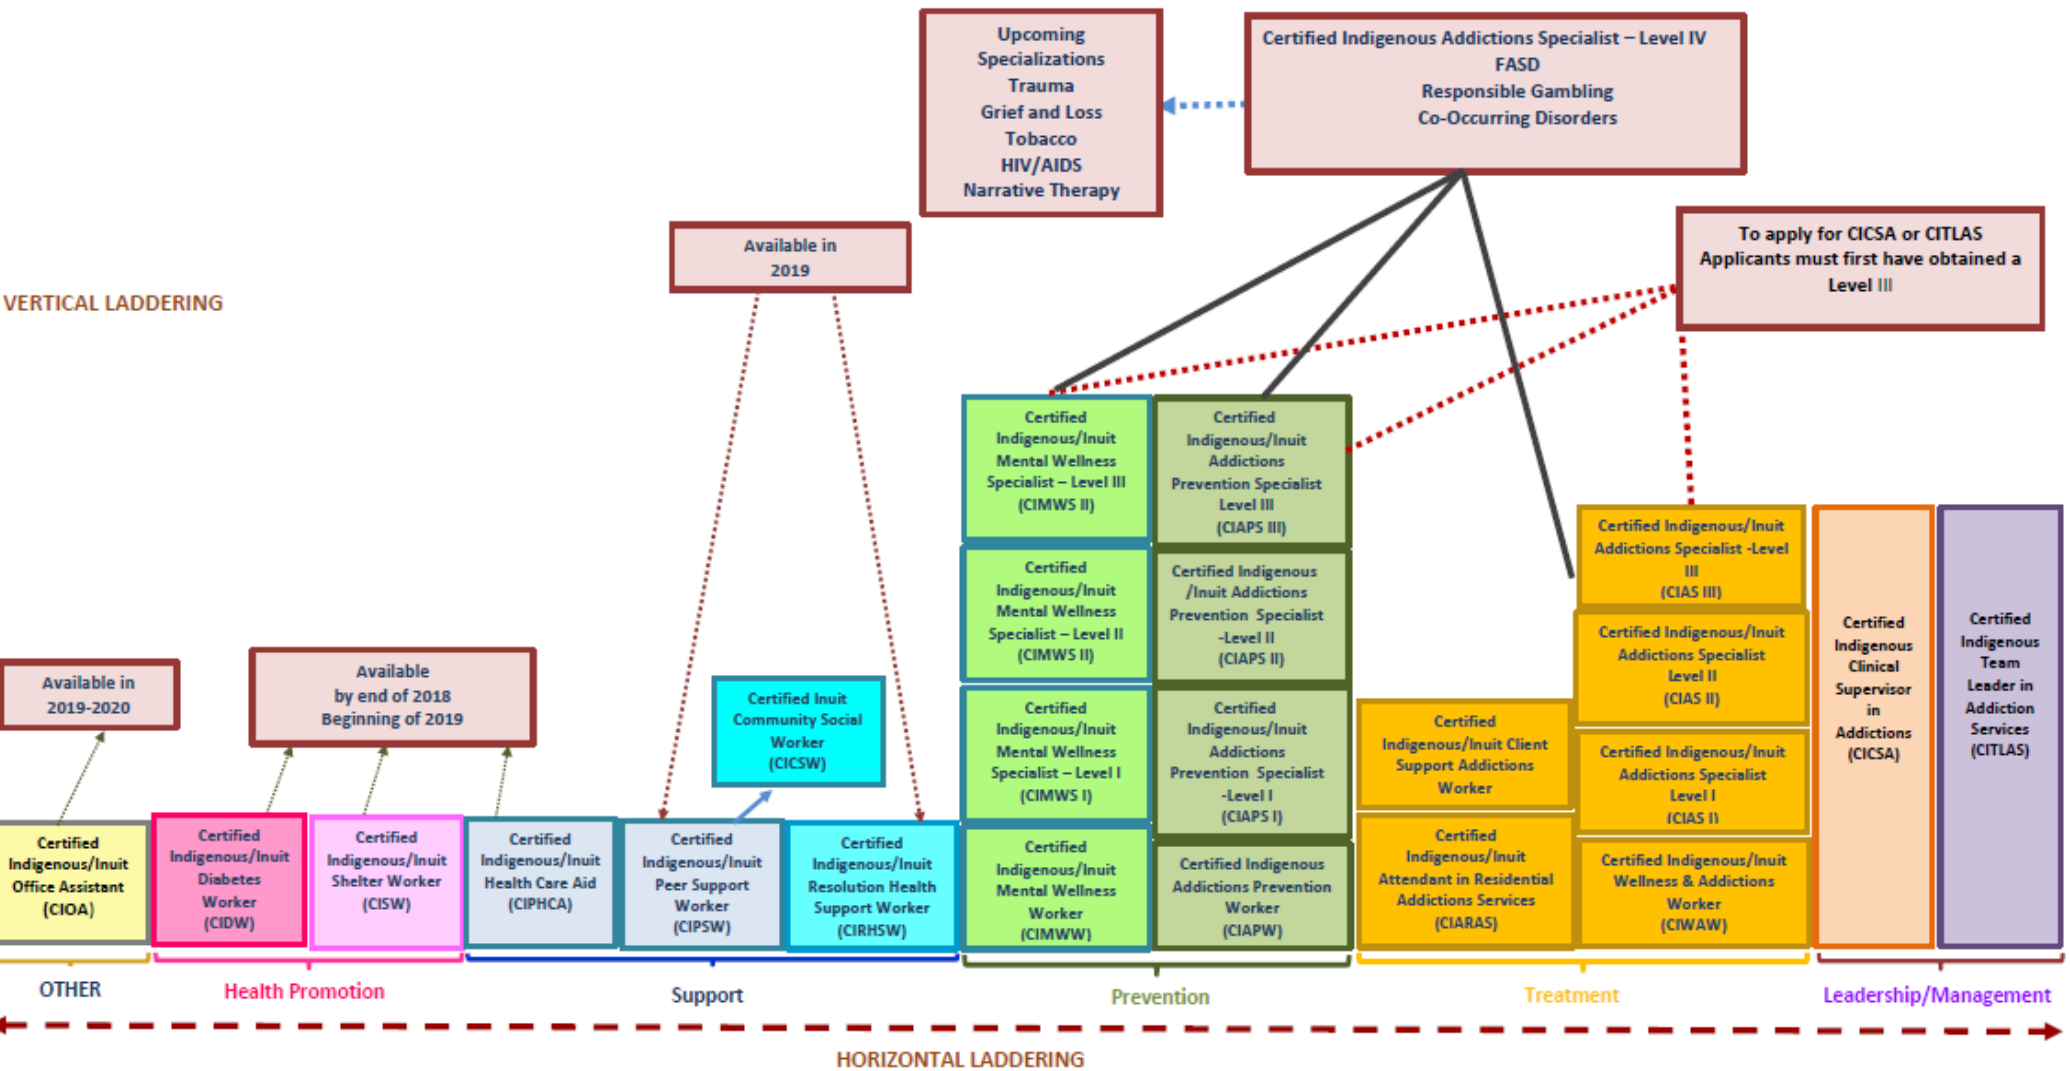 Upcoming
Specializations
Trauma
Grief and Loss
Tobacco
HIV/AIDS
Narrative Therapy
Certified Indigenous Addictions Specialist – Level IV
FASD
Responsible Gambling
Co-Occurring Disorders
Available in
2019
To apply for CICSA or CITLAS
Applicants must first have obtained a
Level III
VERTICAL LADDERING
Available in
2019-2020
Available
by end of 2018
Beginning of 2019
Certified Inuit
Community Social
Worker
(CICSW)
Certified
Indigenous/Inuit
Office Assistant
(CIOA)
Certified
Indigenous/Inuit
Diabetes
Worker
(CIDW)
Certified
Indigenous/Inuit
Shelter Worker
(CISW)
Certified
Indigenous/Inuit
Health Care Aid
(CIPHCA)
Certified
Indigenous/Inuit
Peer Support
Worker
(CIPSW)
Certified
Indigenous/Inuit
Resolution Health
Support Worker
(CIRHSW)
Certified
Indigenous/Inuit
Mental Wellness
Specialist – Level III
(CIMWS II)
Certified
Indigenous/Inuit
Mental Wellness
Specialist – Level II
(CIMWS II)
Certified
Indigenous/Inuit
Mental Wellness
Specialist – Level I
(CIMWS I)
Certified
Indigenous/Inuit
Mental Wellness
Worker
(CIMWW)
Certified
Indigenous/Inuit
Addictions
Prevention Specialist
Level III
(CIAPS III)
Certified Indigenous
/Inuit Addictions
Prevention Specialist
-Level II
(CIAPS II)
Certified
Indigenous/Inuit
Addictions
Prevention Specialist
-Level I
(CIAPS I)
Certified Indigenous
Addictions Prevention
Worker
(CIAPW)
Certified
Indigenous/Inuit Client
Support Addictions
Worker
Certified
Indigenous/Inuit
Attendant in Residential
Addictions Services
(CIARAS)
Certified Indigenous/Inuit
Addictions Specialist -Level
III
(CIAS III)
Certified Indigenous/Inuit
Addictions Specialist
Level II
(CIAS II)
Certified Indigenous/Inuit
Addictions Specialist
Level I
(CIAS I)
Certified Indigenous/Inuit
Wellness & Addictions
Worker
(CIWAW)
Certified
Indigenous
Clinical
Supervisor
in
Addictions
(CICSA)
Certified
Indigenous
Team
Leader in
Addiction
Services
(CITLAS)
OTHER
Health Promotion
Support
Prevention
Treatment
Leadership/Management
HORIZONTAL LADDERING